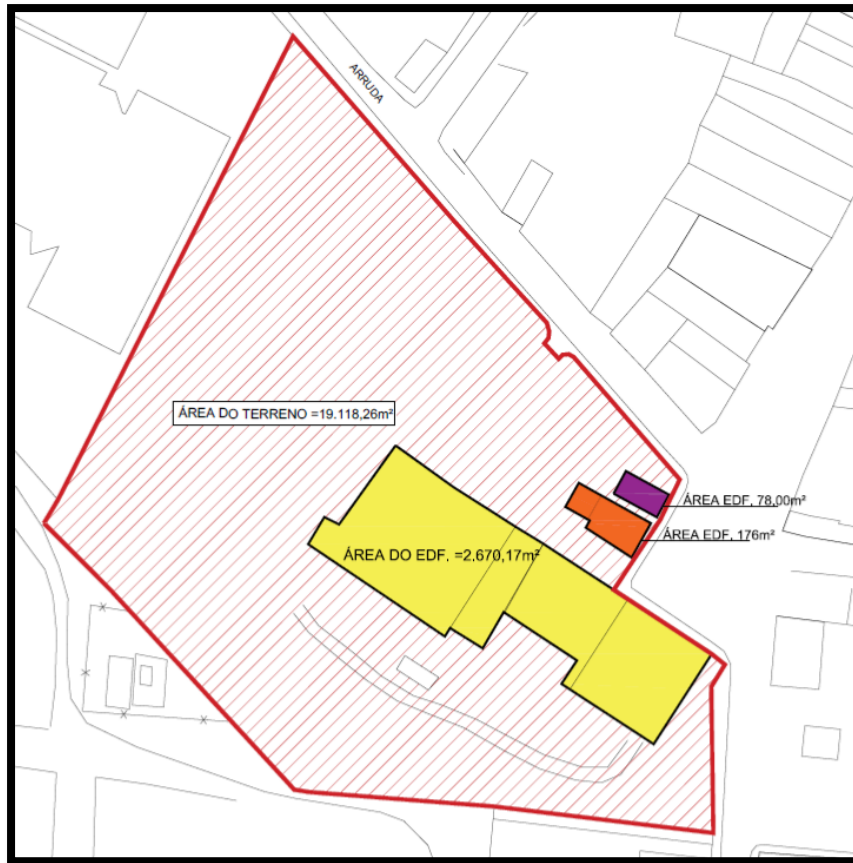 ARRUDA
ÁREA DO TERRENO =19.118,26m²
ÁREA EDF, 78,00m²
ÁREA EDF, 176m²
ÁREA DO EDF. =2.670,17m²